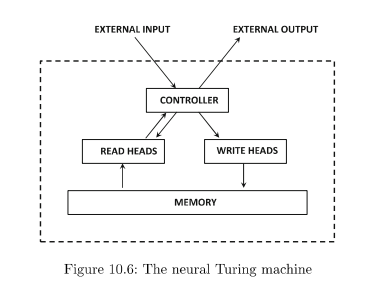 EXTERNAL INPUT EXTERNAL OUTPUT
CONTROLLER
READ HEADS WRITE HEADS
MEMORY
Figure 10.6: The neural Turing machine